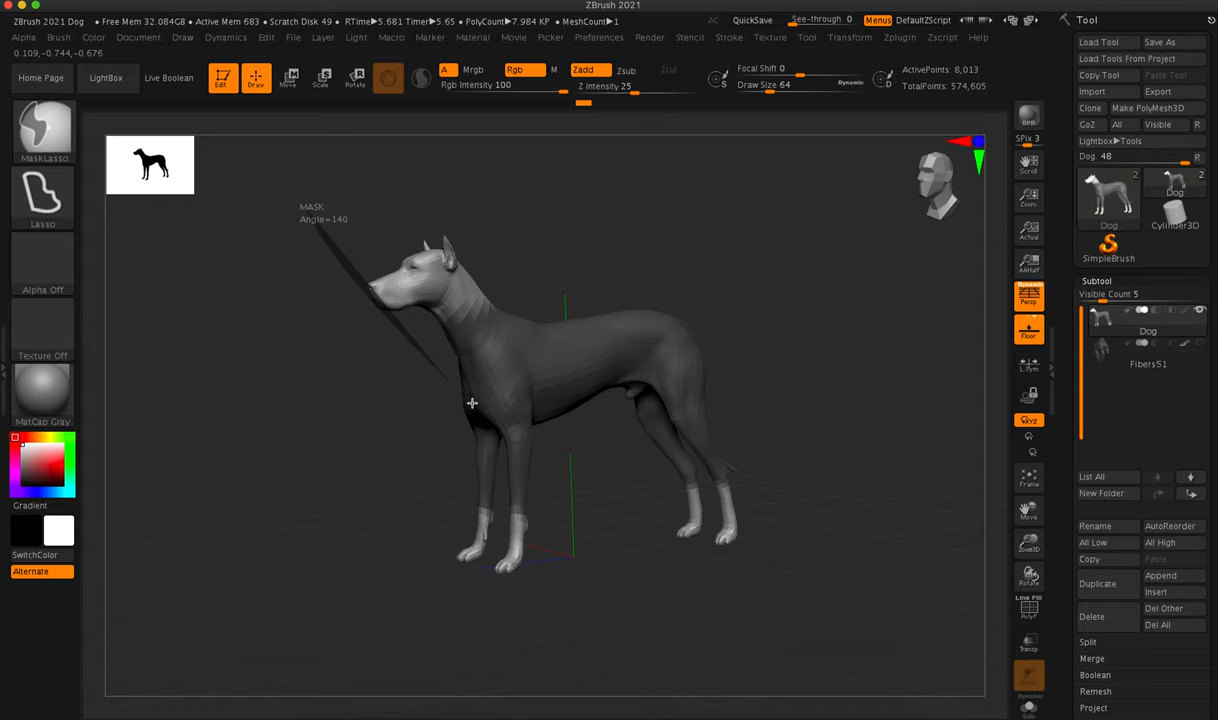 ZBrush 2021
ZBrush 2021 Dog • Free Mem 32.084GB • Active Mem 683 • Scratch Disk 49 • RTime▶5.681 Timer▶5.65 • PolyCount▶7.984 KP • MeshCount▶1
AC QuickSave See-through 0 Menus DefaultZScript
Alpha Brush Color Document Draw Dynamics Edit File Layer Light Macro Marker Material Movie Picker Preferences Render Stencil Stroke Texture Tool Transform Zplugin Zscript Help
0.109,-0.744,-0.676
Home Page LightBox Live Boolean
Edit Draw Move Scale Rotate
A Mrgb Rgb M Zadd Zsub Zcut
Rgb Intensity 100 Z Intensity 25
S Focal Shift 0
Draw Size 64 Dynamic D
ActivePoints: 8,013
TotalPoints: 574,605
MaskLasso
Lasso
Alpha Off
Texture Off
MatCap Gray
Gradient
SwitchColor
Alternate
MASK
Angle=140
BPR
SPix 3
Scroll
Zoom
Actual
AAHalf
Dynamic
Persp
Floor
L.Sym
XYZ
Frame
Move
Zoom3D
Rotate
Line Fill
PolyF
Transp
Dynamic
Solo
Tool
Load Tool Save As
Load Tools From Project
Copy Tool Paste Tool
Import Export
Clone Make PolyMesh3D
GoZ All Visible R
Lightbox▶Tools
Dog. 48 R
2 2
Dog
Dog Cylinder3D
SimpleBrush
Subtool
Visible Count 5
Dog
Fibers51
List All
New Folder
Rename AutoReorder
All Low All High
Copy Paste
Duplicate Append
Insert
Delete Del Other
Del All
Split
Merge
Boolean
Remesh
Project